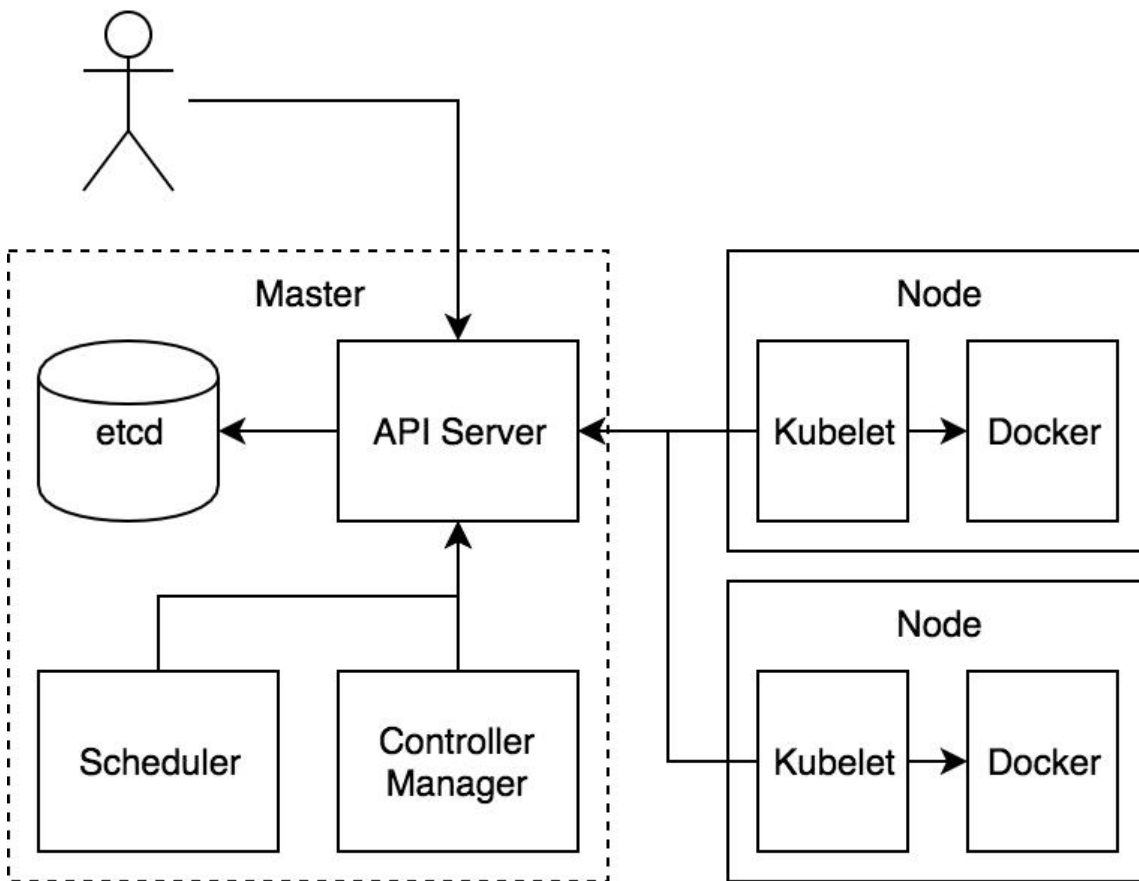 Master
etcd
API Server
Scheduler
Controller
Manager
Node
Kubelet
Docker
Node
Kubelet
Docker